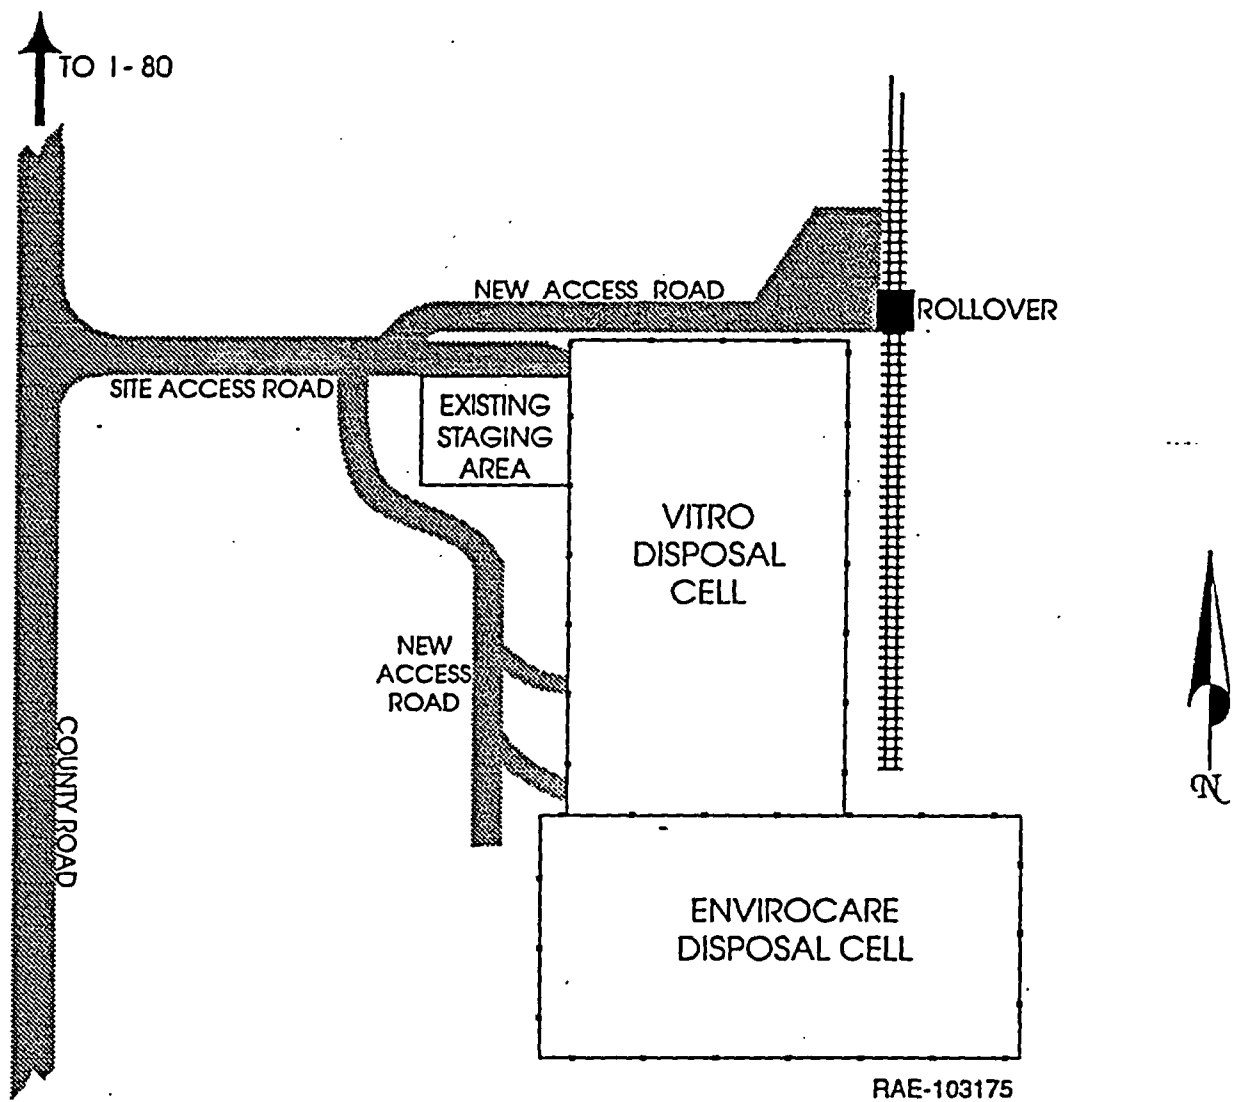 TO I-80
NEW ACCESS ROAD
ROLLOVER
SITE ACCESS ROAD
EXISTING
STAGING
AREA
VITRO
DISPOSAL
CELL
NEW
ACCESS
ROAD
COUNTY ROAD
N
ENVIROCARE
DISPOSAL CELL
RAE-103175